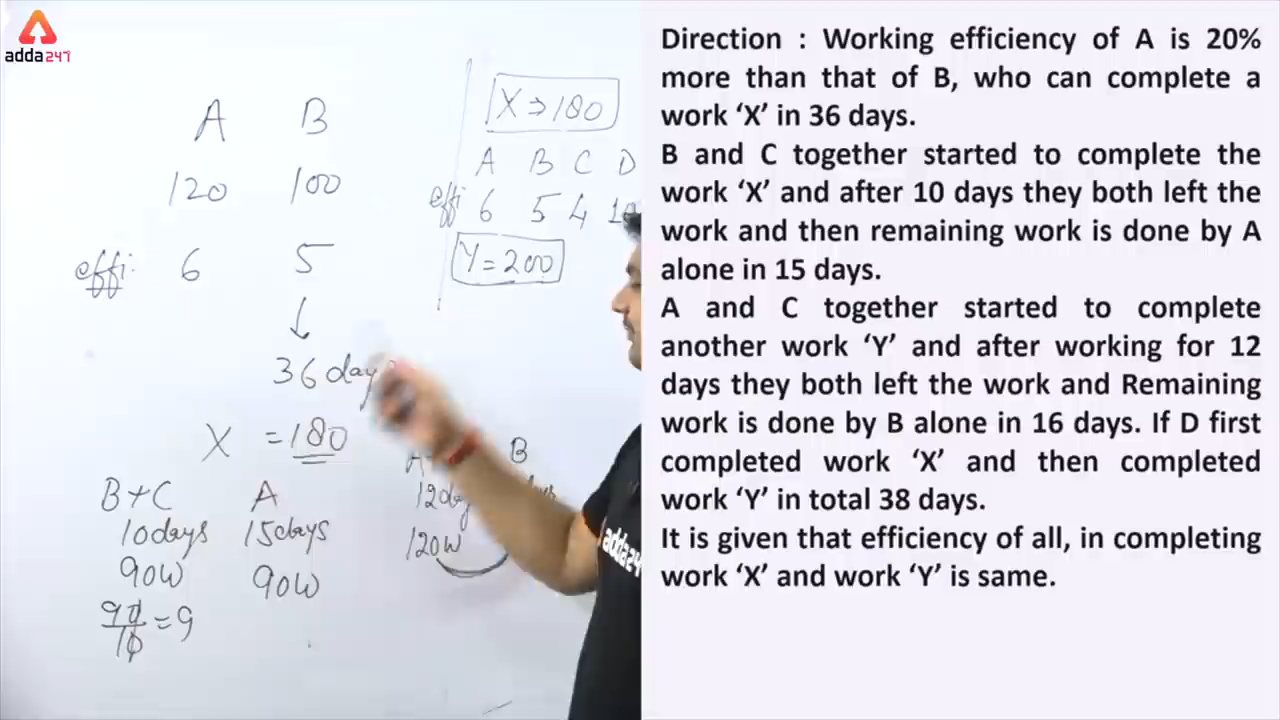 adda247
A B
120 100
effi: 6 5
36 day
X = 180
B+C A
10days 15days
90W 90W
90/10 = 9
X → 180
A B C D
effi 6 5 4 10
Y = 200
B
12day
120W
adda24
Direction : Working efficiency of A is 20%
more than that of B, who can complete a
work ‘X’ in 36 days.
B and C together started to complete the
work ‘X’ and after 10 days they both left the
work and then remaining work is done by A
alone in 15 days.
A and C together started to complete
another work ‘Y’ and after working for 12
days they both left the work and Remaining
work is done by B alone in 16 days. If D first
completed work ‘X’ and then completed
work ‘Y’ in total 38 days.
It is given that efficiency of all, in completing
work ‘X’ and work ‘Y’ is same.